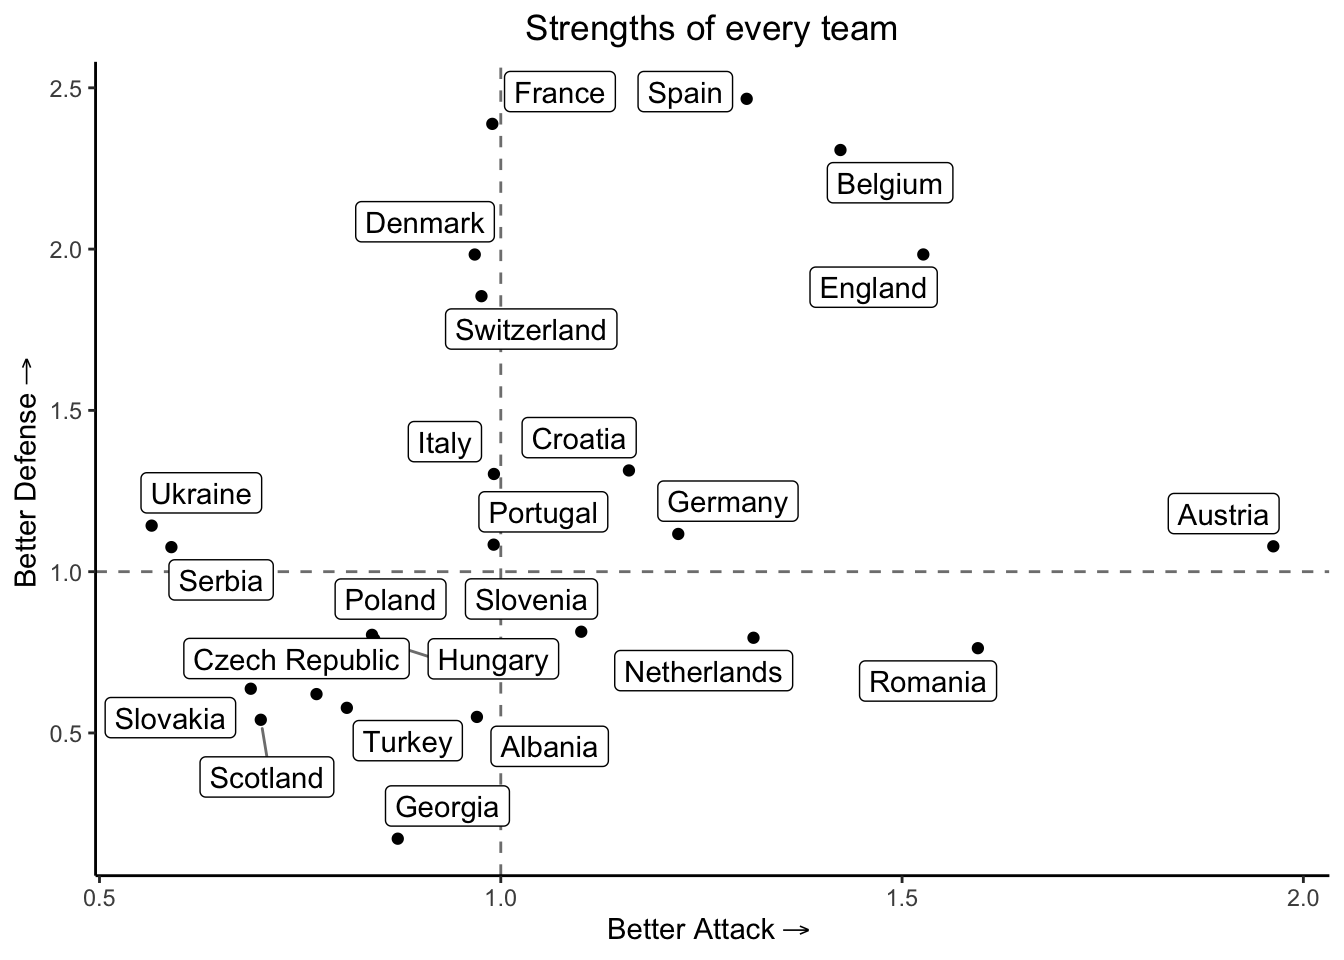 Strengths of every team
2.5
France
Spain
Belgium
Denmark
2.0
England
Switzerland
Better Defense →
1.5
Italy
Croatia
Ukraine
Germany
Portugal
Austria
1.0
Serbia
Poland
Slovenia
Czech Republic
Hungary
Netherlands
Romania
Slovakia
0.5
Turkey
Albania
Scotland
Georgia
0.5
1.0
1.5
2.0
Better Attack →